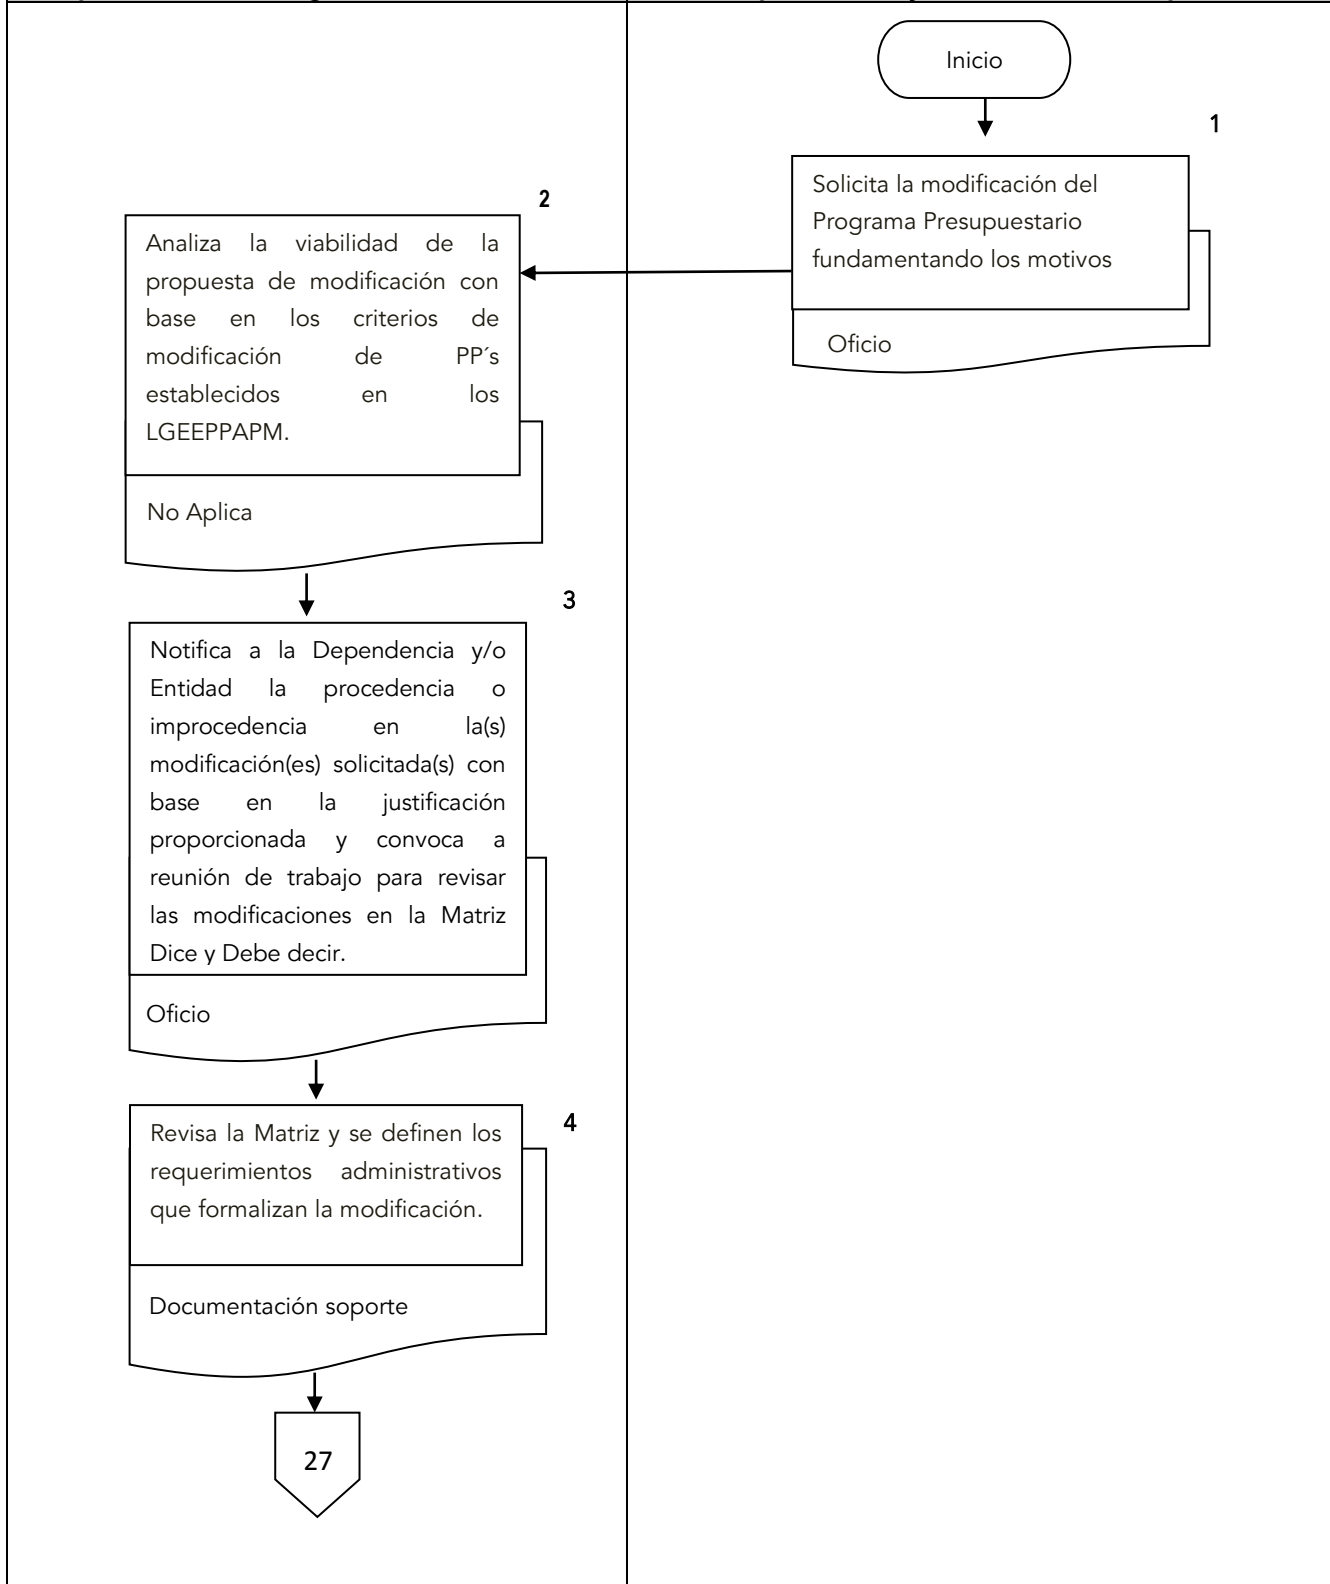 Inicio
1
Solicita la modificación del
Programa Presupuestario
fundamentando los motivos
Oficio
2
Analiza la viabilidad de la
propuesta de modificación con
base en los criterios de
modificación de PP´s
establecidos en los
LGEEPPAPM.
No Aplica
3
Notifica a la Dependencia y/o
Entidad la procedencia o
improcedencia en la(s)
modificación(es) solicitada(s) con
base en la justificación
proporcionada y convoca a
reunión de trabajo para revisar
las modificaciones en la Matriz
Dice y Debe decir.
Oficio
4
Revisa la Matriz y se definen los
requerimientos administrativos
que formalizan la modificación.
Documentación soporte
27